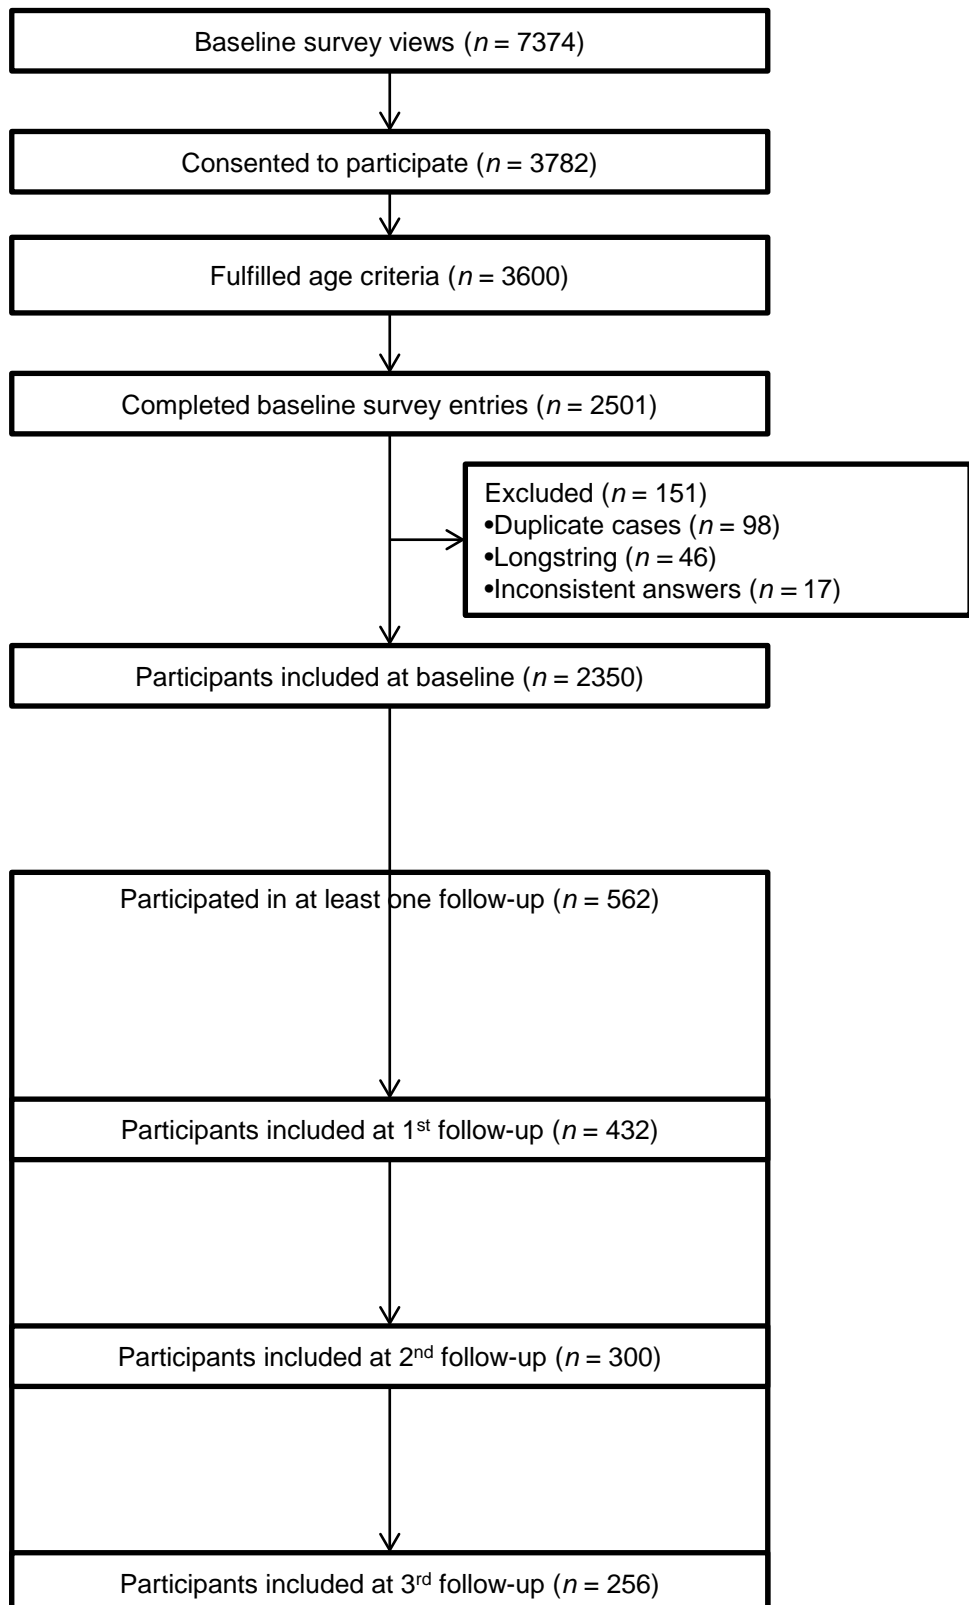 Baseline survey views (n = 7374)
Consented to participate (n = 3782)
Fulfilled age criteria (n = 3600)
Completed baseline survey entries (n = 2501)
Excluded (n = 151)
•Duplicate cases (n = 98)
•Longstring (n = 46)
•Inconsistent answers (n = 17)
Participants included at baseline (n = 2350)
Participated in at least one follow-up (n = 562)
Participants included at 1st follow-up (n = 432)
Participants included at 2nd follow-up (n = 300)
Participants included at 3rd follow-up (n = 256)